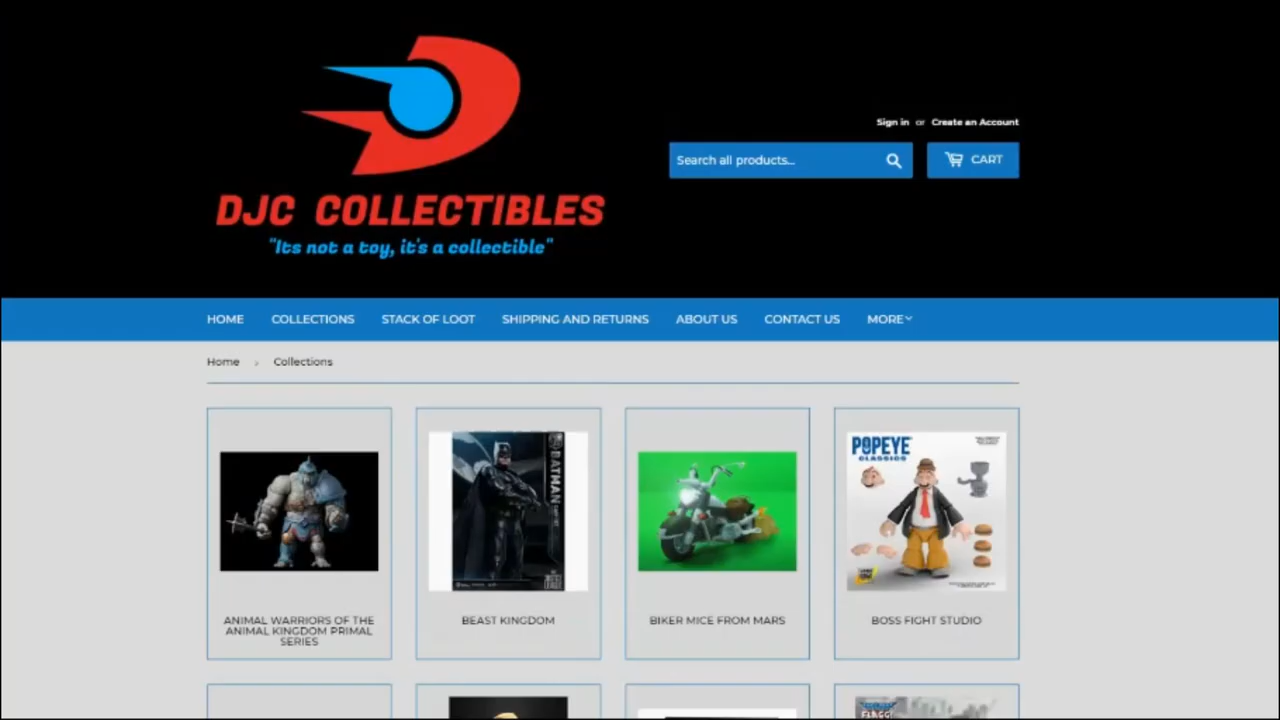 Sign in or Create an Account
Search all products...
CART
DJC COLLECTIBLES
"Its not a toy, it's a collectible"
HOME COLLECTIONS STACK OF LOOT SHIPPING AND RETURNS ABOUT US CONTACT US MORE
Home › Collections
BATMAN
POPEYE
CLASSICS
ANIMAL WARRIORS OF THE
ANIMAL KINGDOM PRIMAL
SERIES
BEAST KINGDOM
BIKER MICE FROM MARS
BOSS FIGHT STUDIO